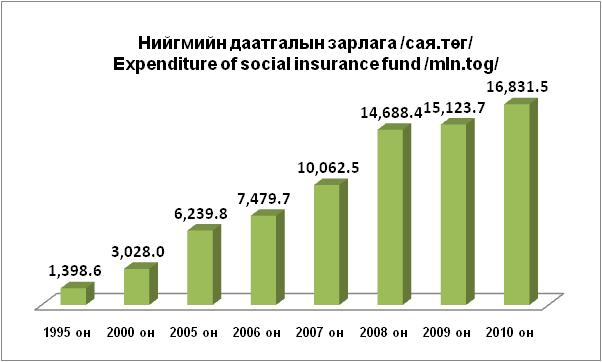 Нийгмийн даатгалын зарлага /сая.төг/
Expenditure of social insurance fund /mln.tog/
16,831.5
14,688.4 15,123.7
10,062.5
7,479.7
6,239.8
3,028.0
1,398.6
1995 он 2000 он 2005 он 2006 он 2007 он 2008 он 2009 он 2010 он